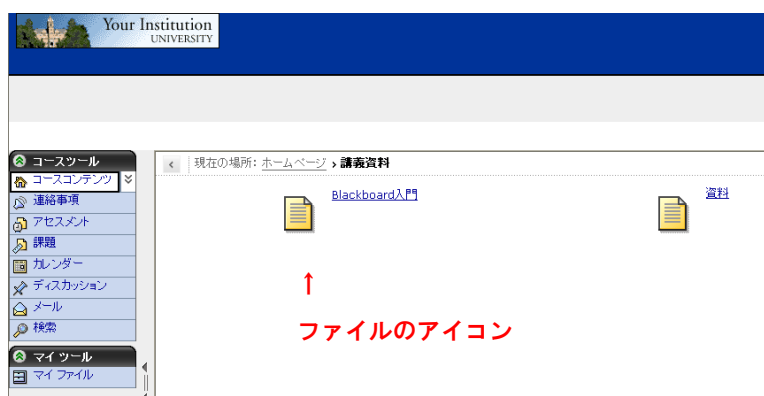 Your Institution
UNIVERSITY
コースツール
コースコンテンツ
連絡事項
アセスメント
課題
カレンダー
ディスカッション
メール
検索
マイ ツール
マイ ファイル
現在の場所: ホームページ › 講義資料
Blackboard入門
資料
↑
ファイルのアイコン